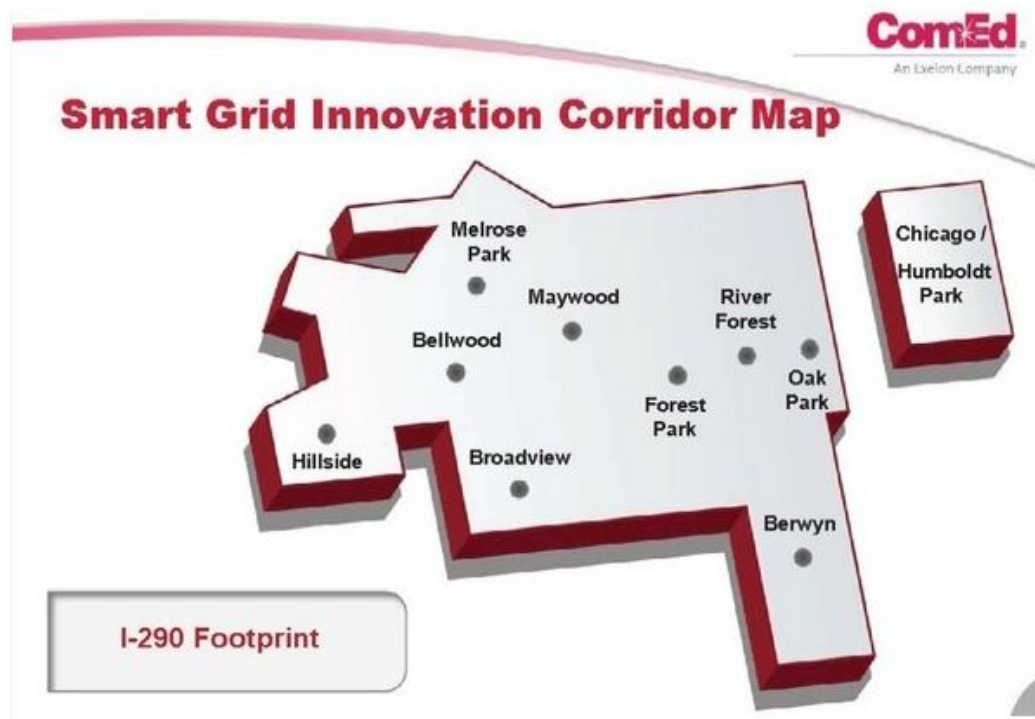 ComEd.
An Exelon Company
Smart Grid Innovation Corridor Map
Melrose
Park
Chicago /
Humboldt
Park
Maywood
River
Forest
Bellwood
Oak
Park
Forest
Park
Hillside
Broadview
Berwyn
I-290 Footprint